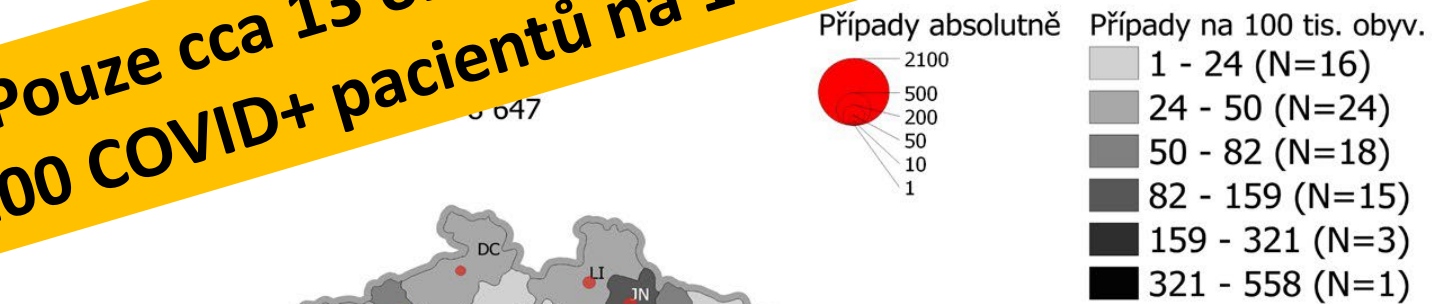 Pouze cca 13
00 COVID+ pacientů na 1
647
Případy absolutně
2100
500
200
50
10
1
Případy na 100 tis. obyv.
1 - 24 (N=16)
24 - 50 (N=24)
50 - 82 (N=18)
82 - 159 (N=15)
159 - 321 (N=3)
321 - 558 (N=1)
DC
LI
JN